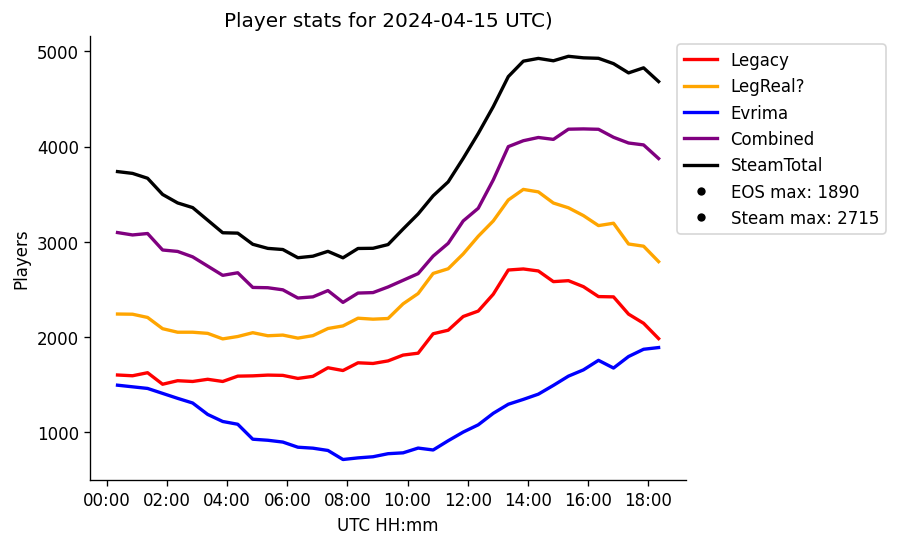 Player stats for 2024-04-15 UTC)
5000
4000
3000
2000
1000
Players
00:00 02:00 04:00 06:00 08:00 10:00 12:00 14:00 16:00 18:00
UTC HH:mm
Legacy
LegReal?
Evrima
Combined
SteamTotal
EOS max: 1890
Steam max: 2715